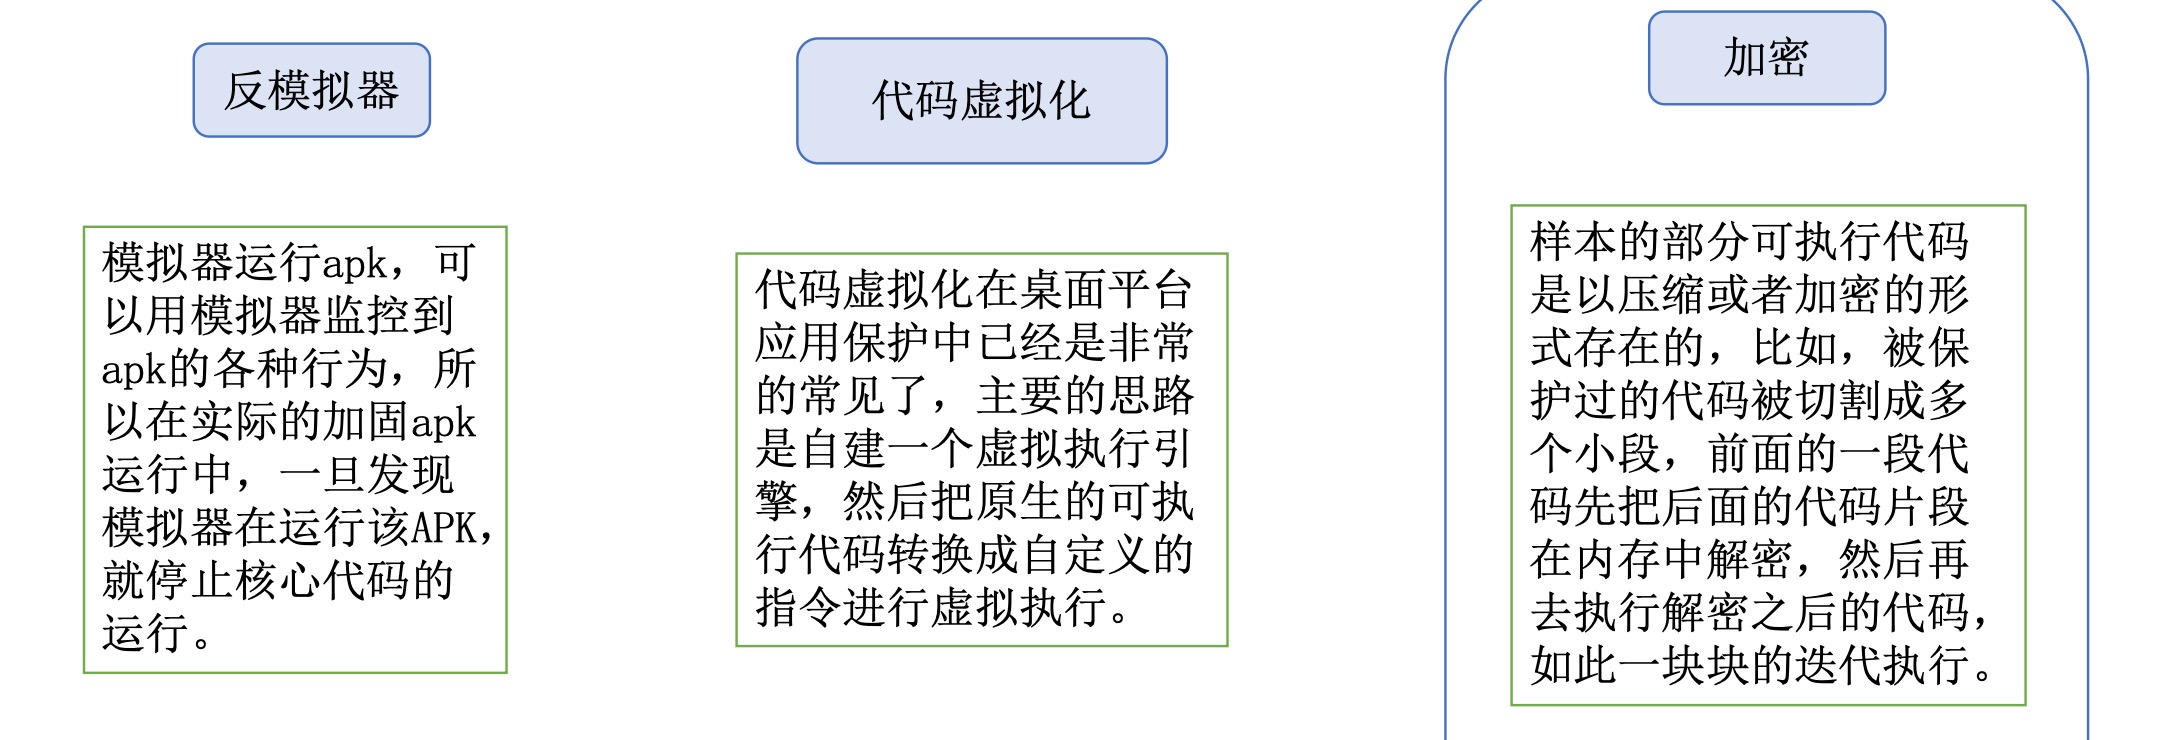 反模拟器
模拟器运行apk，可
以用模拟器监控到
apk的各种行为，所
以在实际的加固apk
运行中，一旦发现
模拟器在运行该APK，
就停止核心代码的
运行。
代码虚拟化
代码虚拟化在桌面平台
应用保护中已经是非常
的常见了，主要的思路
是自建一个虚拟执行引
擎，然后把原生的可执
行代码转换成自定义的
指令进行虚拟执行。
加密
样本的部分可执行代码
是以压缩或者加密的形
式存在的，比如，被保
护过的代码被切割成多
个小段，前面的一段代
码先把后面的代码片段
在内存中解密，然后再
去执行解密之后的代码，
如此一块块的迭代执行。